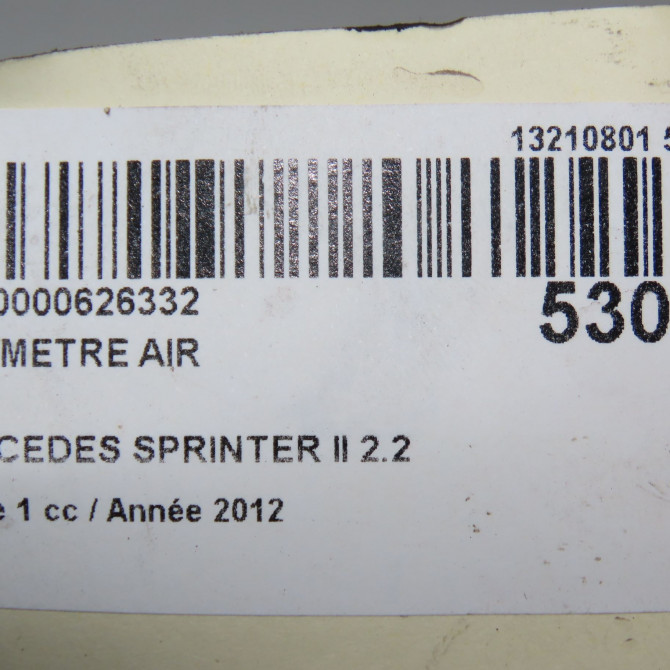 13210801 5
0000626332
530
METRE AIR
CEDES SPRINTER II 2.2
e 1 cc / Année 2012